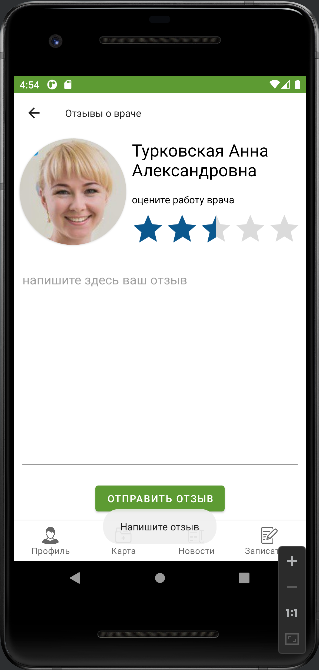 4:54
Отзывы о враче
Турковская Анна
Александровна
оцените работу врача
напишите здесь ваш отзыв
ОТПРАВИТЬ ОТЗЫВ
Напишите отзыв
Профиль
Карта
Новости
Записат
1:1